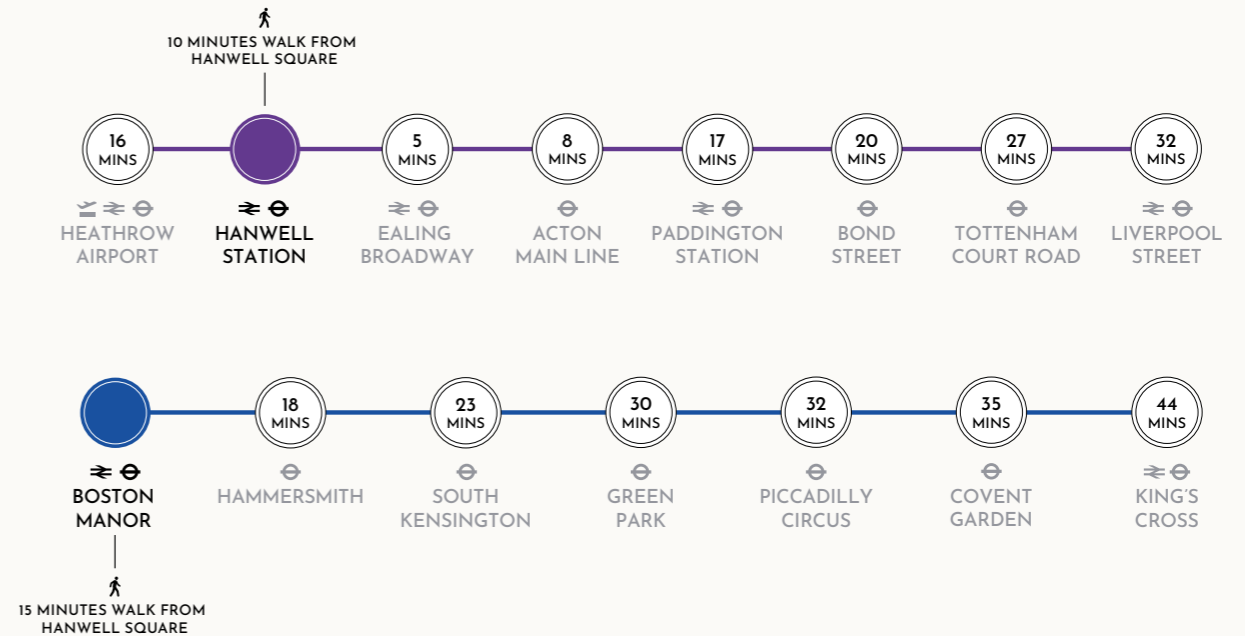 10 MINUTES WALK FROM
HANWELL SQUARE
16
MINS
5
MINS
8
MINS
17
MINS
20
MINS
27
MINS
32
MINS
HEATHROW
AIRPORT
HANWELL
STATION
EALING
BROADWAY
ACTON
MAIN LINE
PADDINGTON
STATION
BOND
STREET
TOTTENHAM
COURT ROAD
LIVERPOOL
STREET
18
MINS
23
MINS
30
MINS
32
MINS
35
MINS
44
MINS
BOSTON
MANOR
HAMMERSMITH
SOUTH
KENSINGTON
GREEN
PARK
PICCADILLY
CIRCUS
COVENT
GARDEN
KING'S
CROSS
15 MINUTES WALK FROM
HANWELL SQUARE